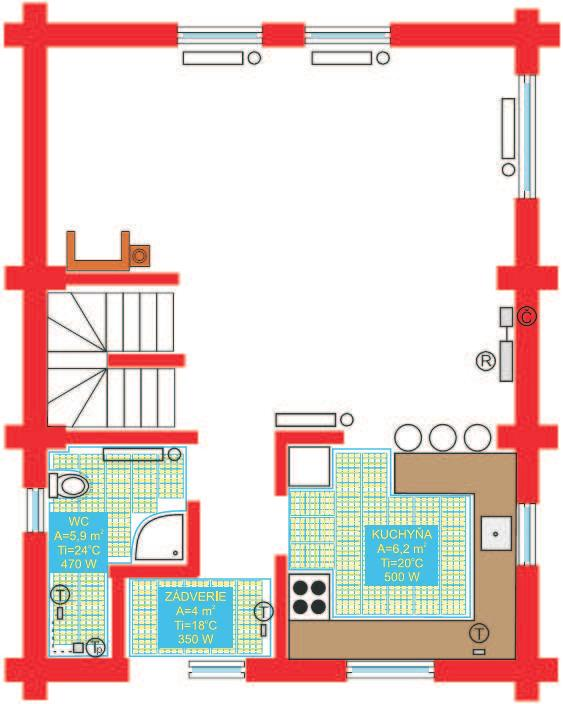 Č
R
WC
A=5,9 m²
Ti=24°C
470 W
KUCHYŇA
A=6,2 m²
Ti=20°C
500 W
ZÁDVERIE
A=4 m²
Ti=18°C
350 W
T
T
T
Tp